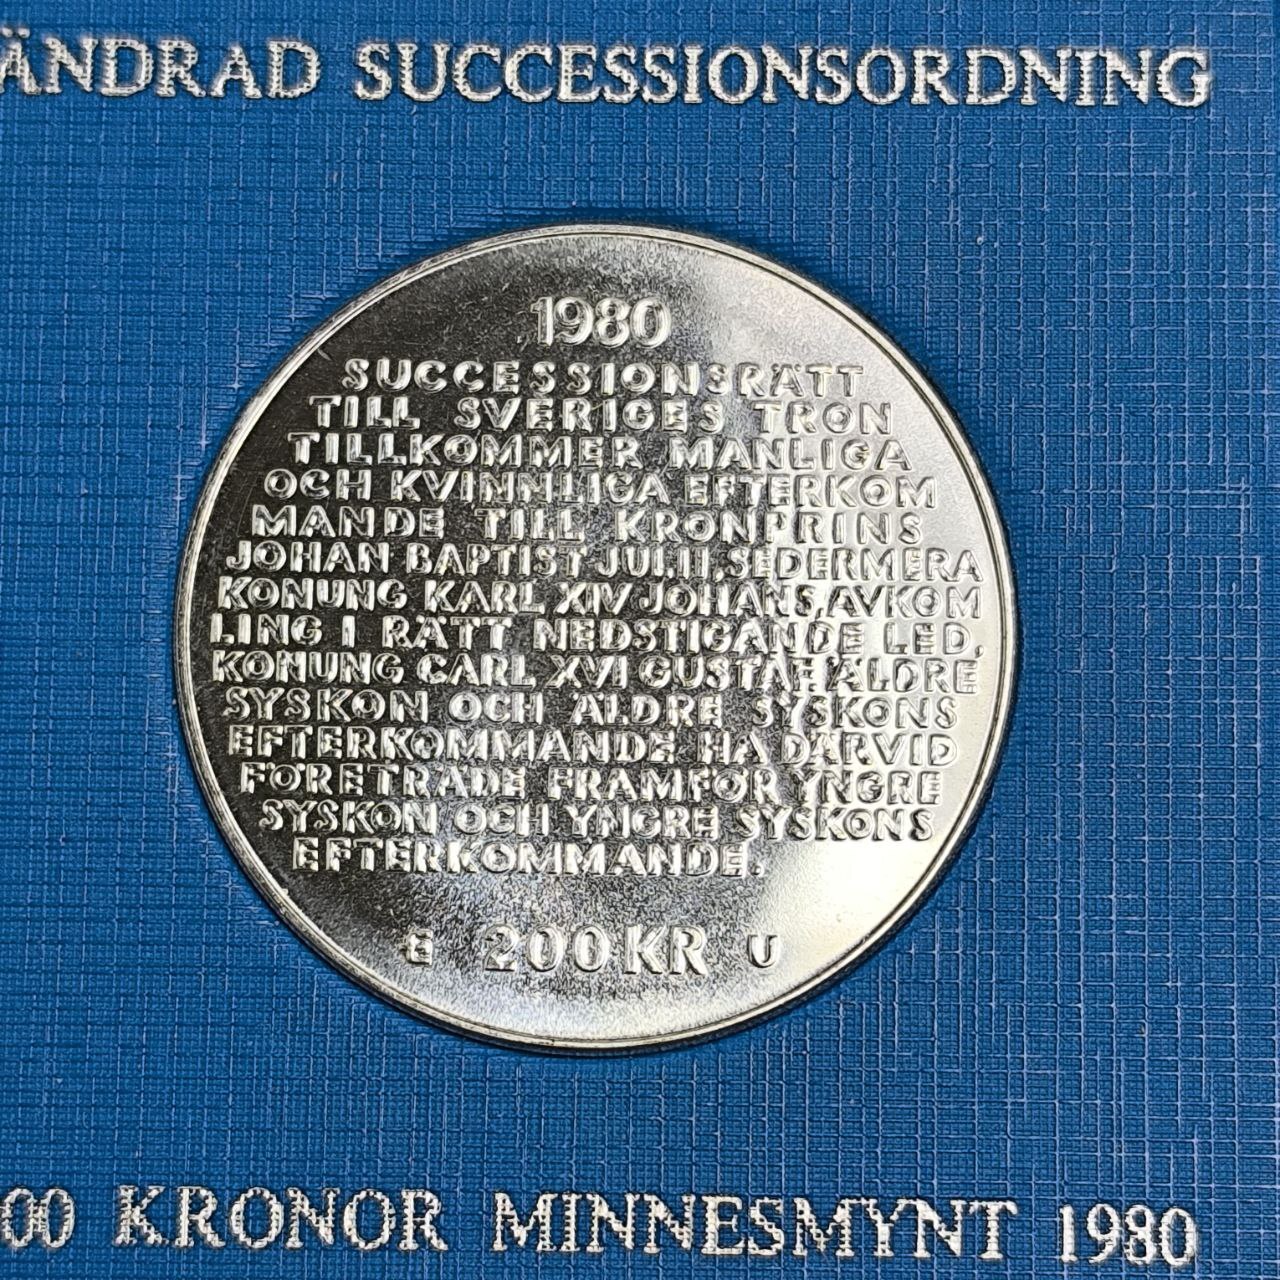 ÄNDRAD SUCCESSIONSORDNING
1980
SUCCESSIONSRÄTT
TILL SVERIGES TRON
TILLKOMMER MANLIGA
OCH KVINNLIGA EFTERKOM
MANDE TILL KRONPRINS
JOHAN BAPTIST JULII, SEDERMERA
KONUNG KARL XIV JOHANS, AVKOM
LING I RÄTT NEDSTIGANDE LED,
KONUNG CARL XVI GUSTAF. ÄLDRE
SYSKON OCH ÄLDRE SYSKONS
EFTERKOMMANDE HA DÄRVID
FÖRETRÄDE FRAMFÖR YNGRE
SYSKON OCH YNGRE SYSKONS
EFTERKOMMANDE.
E 200 KR U
00 KRONOR MINNESMYNT 1980